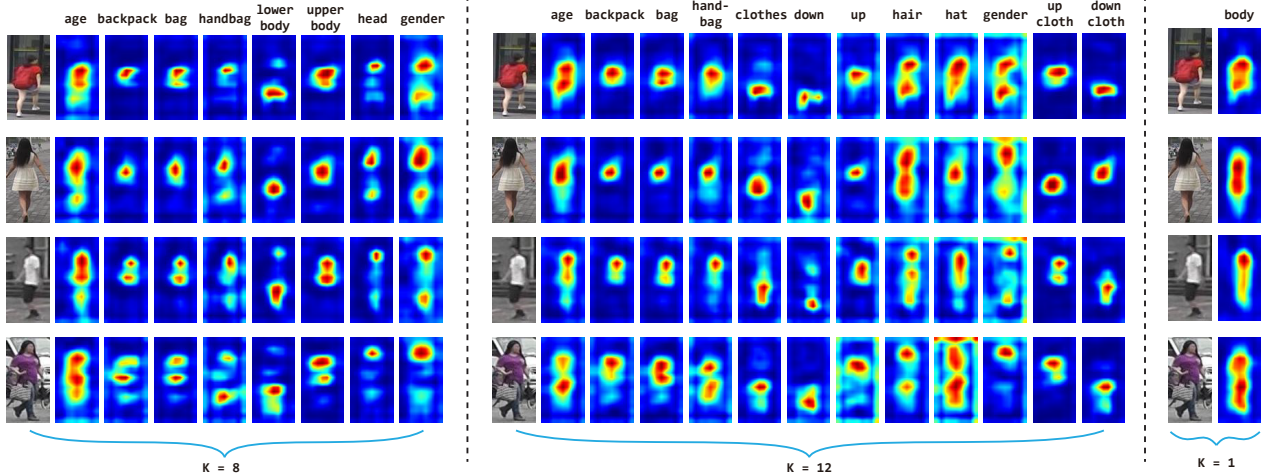 age backpack bag handbag lower body upper body head gender
age backpack bag hand-bag clothes down up hair hat gender up cloth down cloth
body
K = 8
K = 12
K = 1